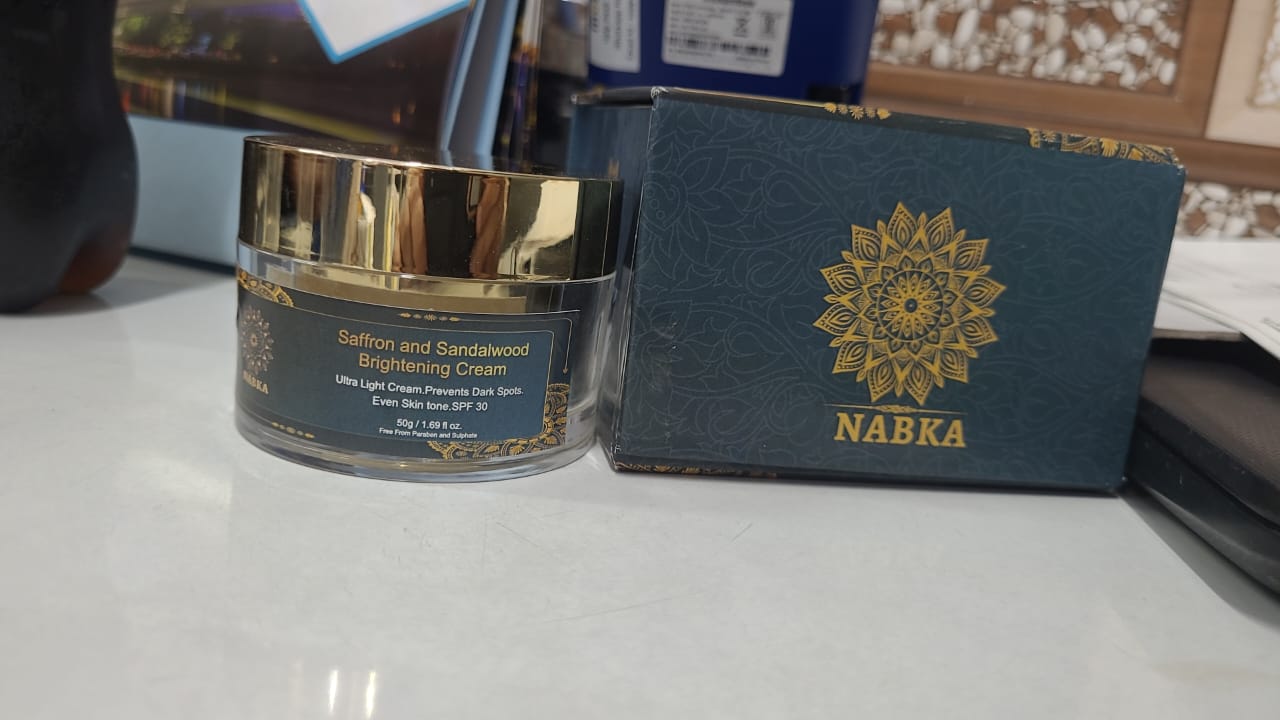 Saffron and Sandalwood
Brightening Cream
Ultra Light Cream.Prevents Dark Spots.
Even Skin tone.SPF 30
50g / 1.69 fl oz.
Free From Paraben and Sulphate
NABKA
NABKA